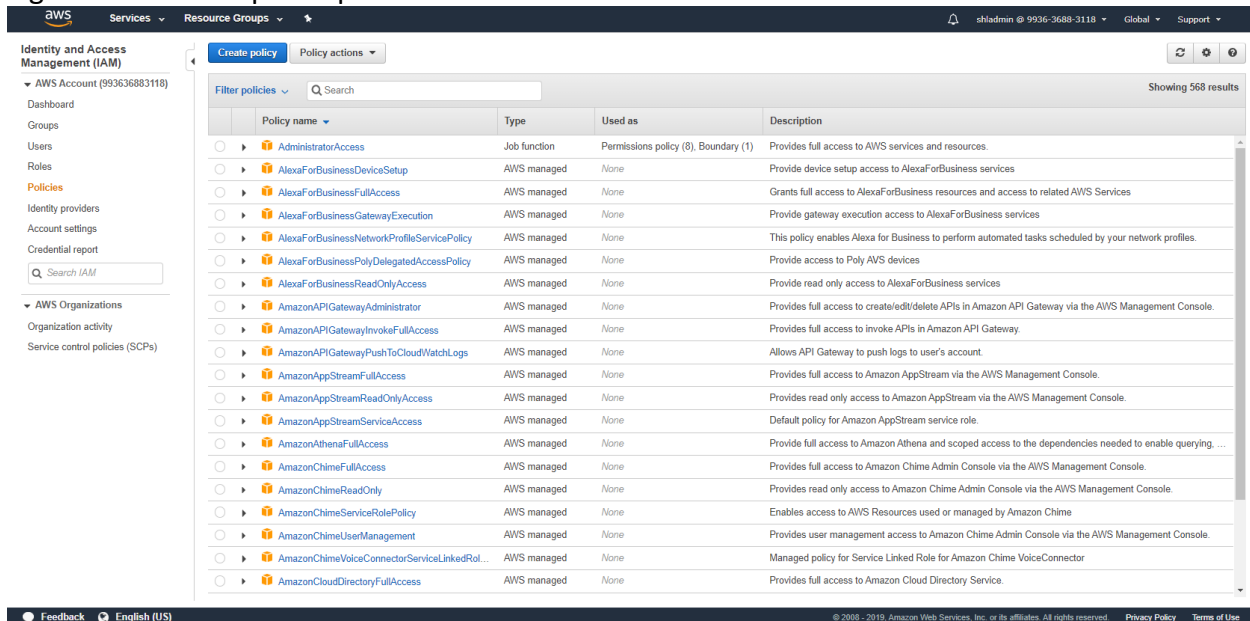 aws Services Resource Groups shladmin @ 9936-3688-3118 Global Support
Identity and Access
Management (IAM)
AWS Account (993636883118)
Dashboard
Groups
Users
Roles
Policies
Identity providers
Account settings
Credential report
Search IAM
AWS Organizations
Organization activity
Service control policies (SCPs)
Create policy Policy actions
Filter policies Search Showing 568 results
Policy name Type Used as Description
AdministratorAccess Job function Permissions policy (8), Boundary (1) Provides full access to AWS services and resources.
AlexaForBusinessDeviceSetup AWS managed None Provide device setup access to AlexaForBusiness services
AlexaForBusinessFullAccess AWS managed None Grants full access to AlexaForBusiness resources and access to related AWS Services
AlexaForBusinessGatewayExecution AWS managed None Provide gateway execution access to AlexaForBusiness services
AlexaForBusinessNetworkProfileServicePolicy AWS managed None This policy enables Alexa for Business to perform automated tasks scheduled by your network profiles.
AlexaForBusinessPolyDelegatedAccessPolicy AWS managed None Provide access to Poly AVS devices
AlexaForBusinessReadOnlyAccess AWS managed None Provide read only access to AlexaForBusiness services
AmazonAPIGatewayAdministrator AWS managed None Provides full access to create/edit/delete APIs in Amazon API Gateway via the AWS Management Console.
AmazonAPIGatewayInvokeFullAccess AWS managed None Provides full access to invoke APIs in Amazon API Gateway.
AmazonAPIGatewayPushToCloudWatchLogs AWS managed None Allows API Gateway to push logs to user's account.
AmazonAppStreamFullAccess AWS managed None Provides full access to Amazon AppStream via the AWS Management Console.
AmazonAppStreamReadOnlyAccess AWS managed None Provides read only access to Amazon AppStream via the AWS Management Console.
AmazonAppStreamServiceAccess AWS managed None Default policy for Amazon AppStream service role.
AmazonAthenaFullAccess AWS managed None Provide full access to Amazon Athena and scoped access to the dependencies needed to enable querying, ...
AmazonChimeFullAccess AWS managed None Provides full access to Amazon Chime Admin Console via the AWS Management Console.
AmazonChimeReadOnly AWS managed None Provides read only access to Amazon Chime Admin Console via the AWS Management Console.
AmazonChimeServiceRolePolicy AWS managed None Enables access to AWS Resources used or managed by Amazon Chime
AmazonChimeUserManagement AWS managed None Provides user management access to Amazon Chime Admin Console via the AWS Management Console.
AmazonChimeVoiceConnectorServiceLinkedRol... AWS managed None Managed policy for Service Linked Role for Amazon Chime VoiceConnector
AmazonCloudDirectoryFullAccess AWS managed None Provides full access to Amazon Cloud Directory Service.
Feedback English (US) © 2008 - 2019, Amazon Web Services, Inc. or its affiliates. All rights reserved. Privacy Policy Terms of Use